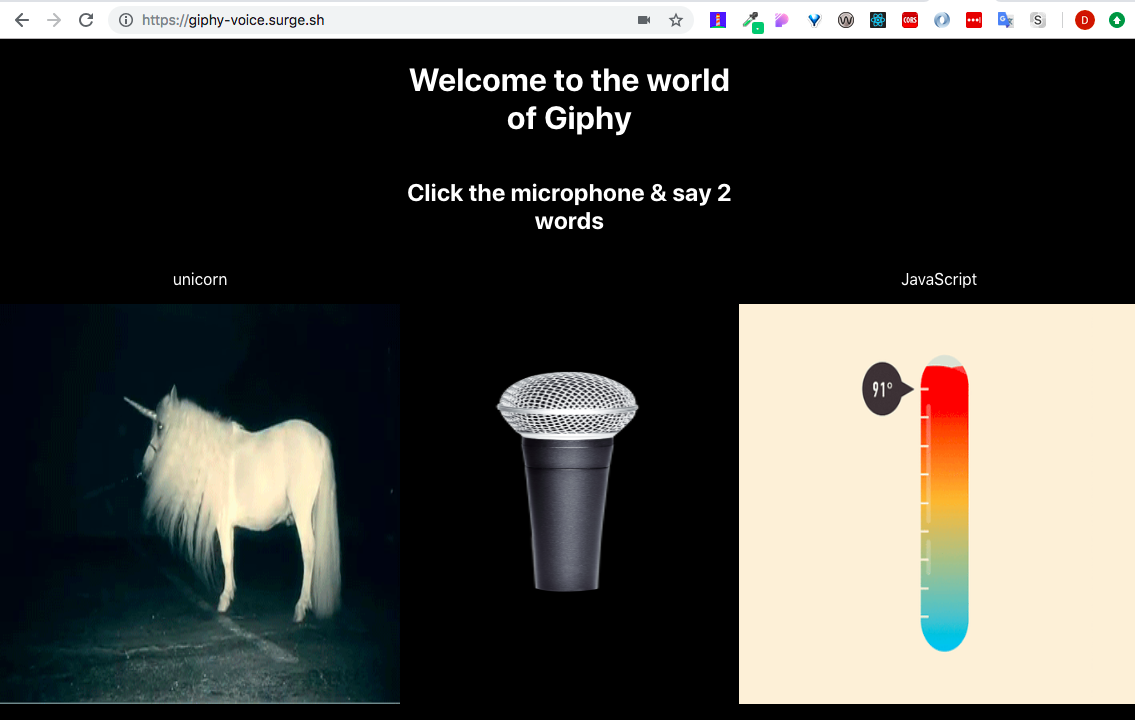 https://giphy-voice.surge.sh
CORS
S
D
Welcome to the world
of Giphy
Click the microphone & say 2
words
unicorn
JavaScript
91°